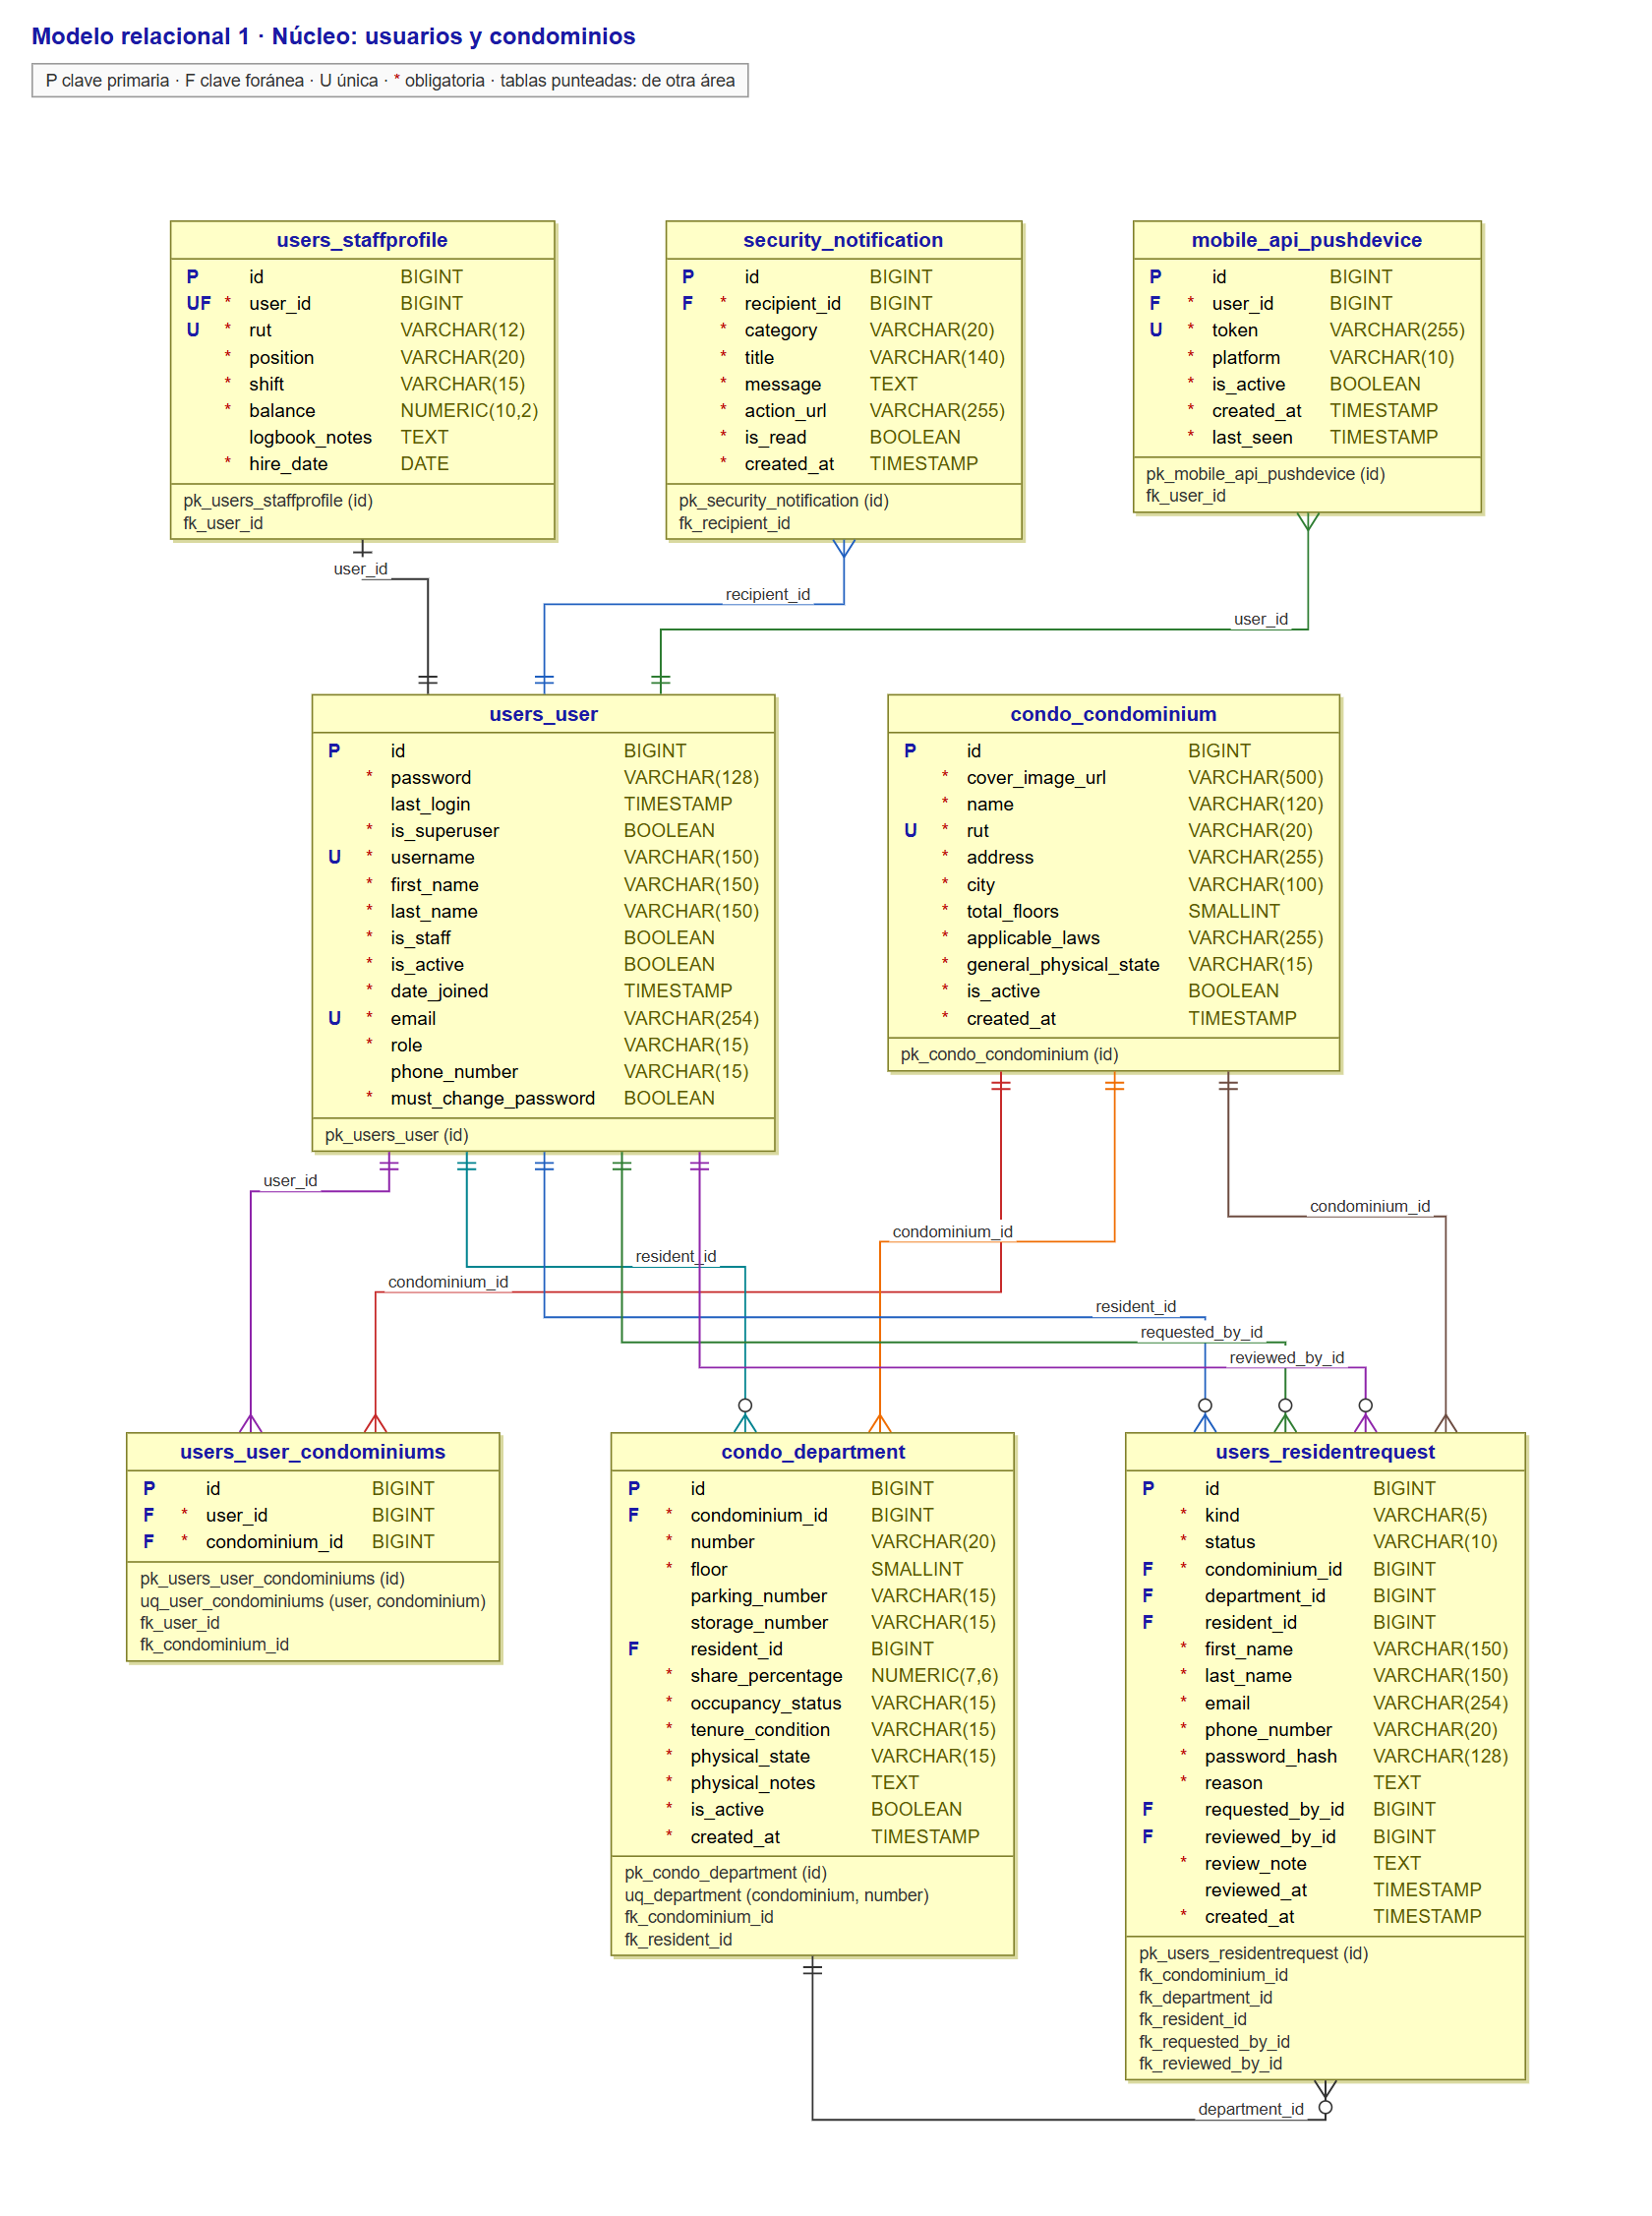 Modelo relacional 1 · Núcleo: usuarios y condominios
P clave primaria · F clave foránea · U única · * obligatoria · tablas punteadas: de otra área
users_staffprofile
P id BIGINT
UF * user_id BIGINT
U * rut VARCHAR(12)
* position VARCHAR(20)
* shift VARCHAR(15)
* balance NUMERIC(10,2)
logbook_notes TEXT
* hire_date DATE
pk_users_staffprofile (id)
fk_user_id
security_notification
P id BIGINT
F * recipient_id BIGINT
* category VARCHAR(20)
* title VARCHAR(140)
* message TEXT
* action_url VARCHAR(255)
* is_read BOOLEAN
* created_at TIMESTAMP
pk_security_notification (id)
fk_recipient_id
mobile_api_pushdevice
P id BIGINT
F * user_id BIGINT
U * token VARCHAR(255)
* platform VARCHAR(10)
* is_active BOOLEAN
* created_at TIMESTAMP
* last_seen TIMESTAMP
pk_mobile_api_pushdevice (id)
fk_user_id
user_id
recipient_id
user_id
users_user
P id BIGINT
* password VARCHAR(128)
last_login TIMESTAMP
* is_superuser BOOLEAN
U * username VARCHAR(150)
* first_name VARCHAR(150)
* last_name VARCHAR(150)
* is_staff BOOLEAN
* is_active BOOLEAN
* date_joined TIMESTAMP
U * email VARCHAR(254)
* role VARCHAR(15)
phone_number VARCHAR(15)
* must_change_password BOOLEAN
pk_users_user (id)
condo_condominium
P id BIGINT
* cover_image_url VARCHAR(500)
* name VARCHAR(120)
U * rut VARCHAR(20)
* address VARCHAR(255)
* city VARCHAR(100)
* total_floors SMALLINT
* applicable_laws VARCHAR(255)
* general_physical_state VARCHAR(15)
* is_active BOOLEAN
* created_at TIMESTAMP
pk_condo_condominium (id)
user_id
condominium_id
condominium_id
resident_id
condominium_id
resident_id
requested_by_id
reviewed_by_id
users_user_condominiums
P id BIGINT
F * user_id BIGINT
F * condominium_id BIGINT
pk_users_user_condominiums (id)
uq_user_condominiums (user, condominium)
fk_user_id
fk_condominium_id
condo_department
P id BIGINT
F * condominium_id BIGINT
* number VARCHAR(20)
* floor SMALLINT
parking_number VARCHAR(15)
storage_number VARCHAR(15)
F resident_id BIGINT
* share_percentage NUMERIC(7,6)
* occupancy_status VARCHAR(15)
* tenure_condition VARCHAR(15)
* physical_state VARCHAR(15)
* physical_notes TEXT
* is_active BOOLEAN
* created_at TIMESTAMP
pk_condo_department (id)
uq_department (condominium, number)
fk_condominium_id
fk_resident_id
users_residentrequest
P id BIGINT
* kind VARCHAR(5)
* status VARCHAR(10)
F * condominium_id BIGINT
F department_id BIGINT
F resident_id BIGINT
* first_name VARCHAR(150)
* last_name VARCHAR(150)
* email VARCHAR(254)
* phone_number VARCHAR(20)
* password_hash VARCHAR(128)
* reason TEXT
F requested_by_id BIGINT
F reviewed_by_id BIGINT
* review_note TEXT
reviewed_at TIMESTAMP
* created_at TIMESTAMP
pk_users_residentrequest (id)
fk_condominium_id
fk_department_id
fk_resident_id
fk_requested_by_id
fk_reviewed_by_id
department_id